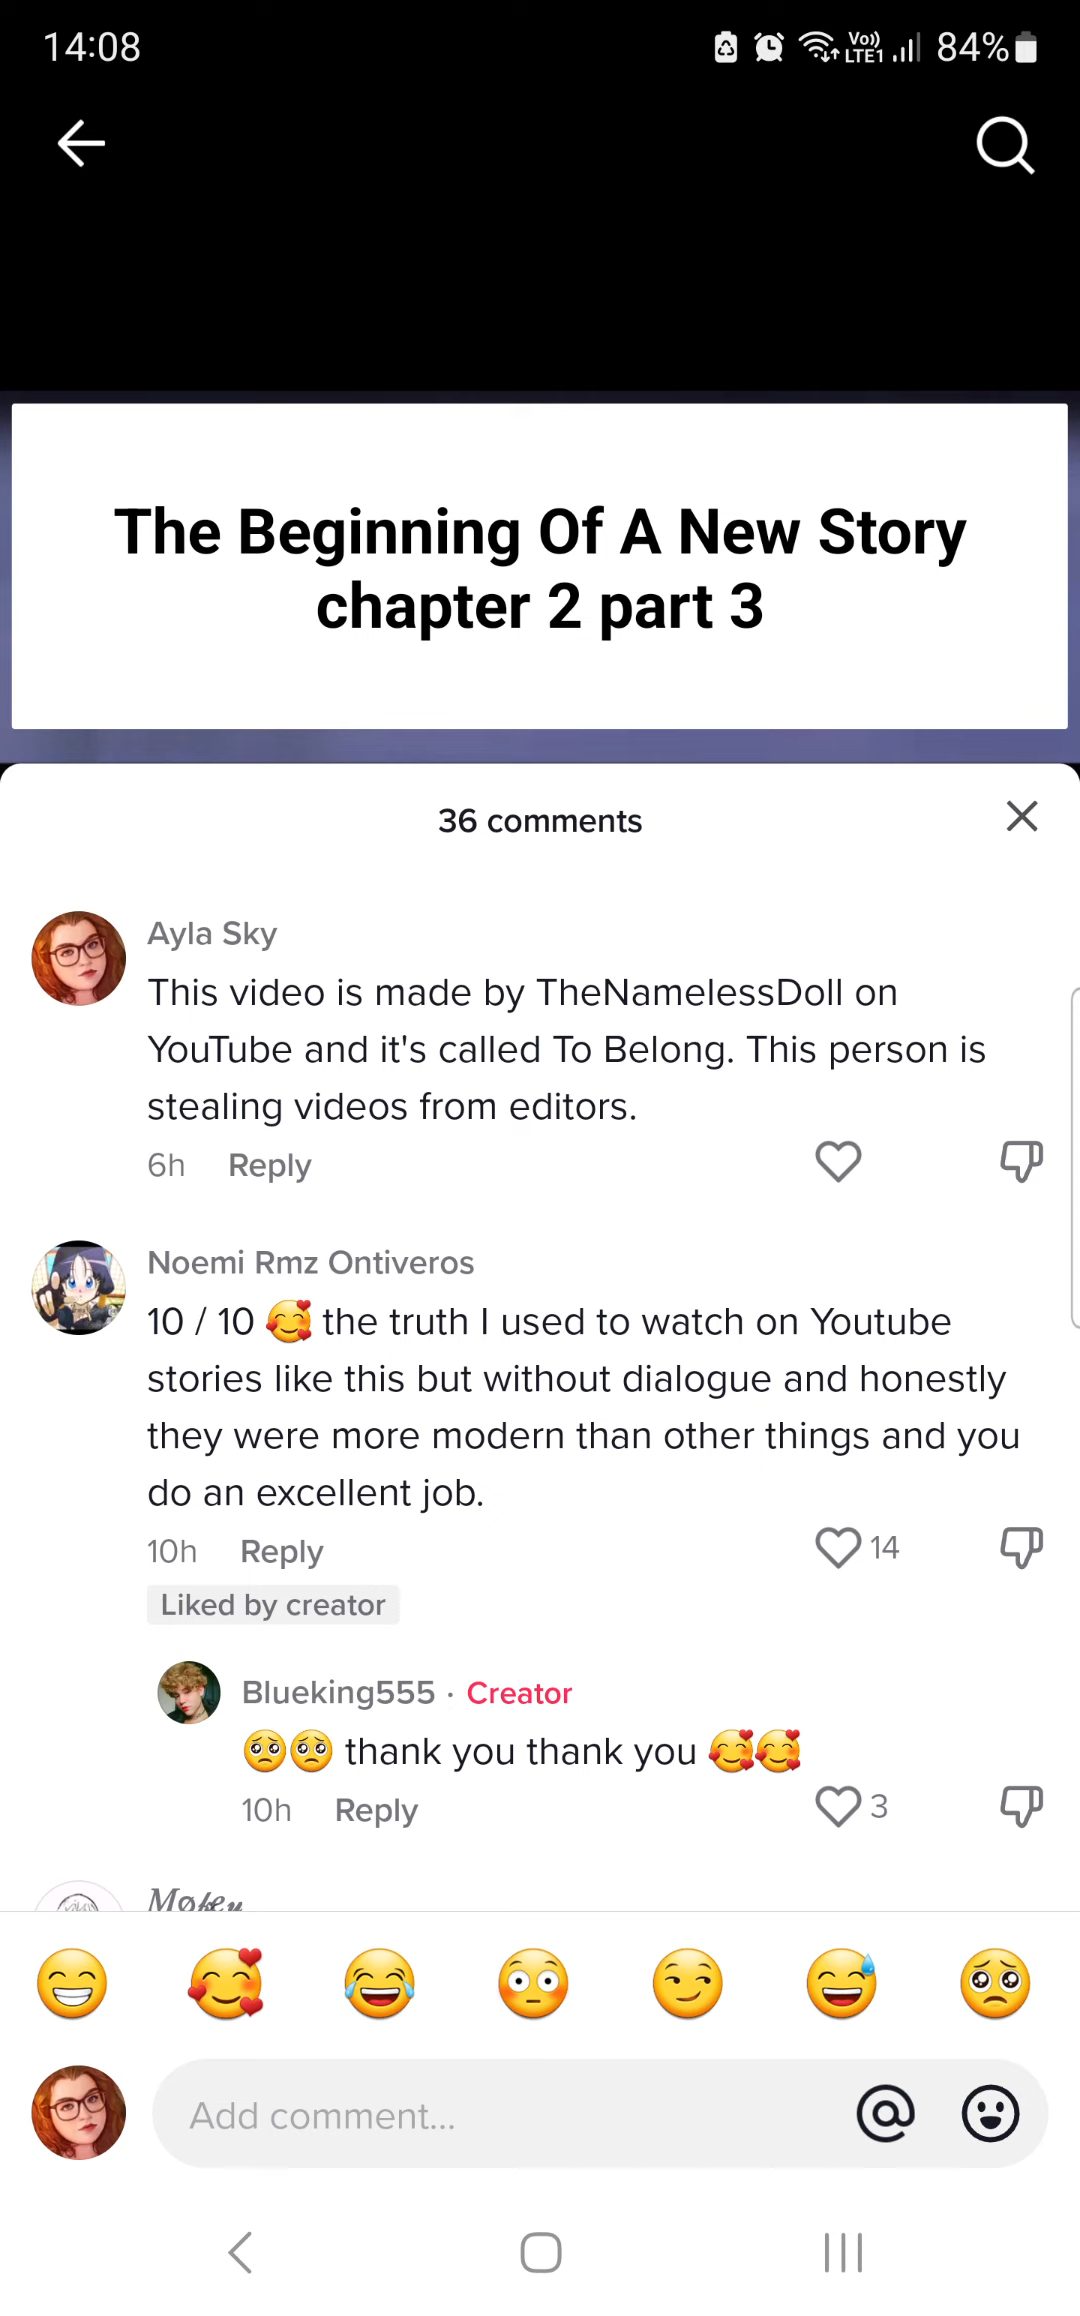 14:08
Vo)) LTE1 84%
The Beginning Of A New Story
chapter 2 part 3
36 comments
Ayla Sky
This video is made by TheNamelessDoll on
YouTube and it's called To Belong. This person is
stealing videos from editors.
6h Reply
Noemi Rmz Ontiveros
10 / 10 🥰 the truth I used to watch on Youtube
stories like this but without dialogue and honestly
they were more modern than other things and you
do an excellent job.
10h Reply 14
Liked by creator
Blueking555 · Creator
🥺🥺 thank you thank you 🥰🥰
10h Reply 3
Add comment...